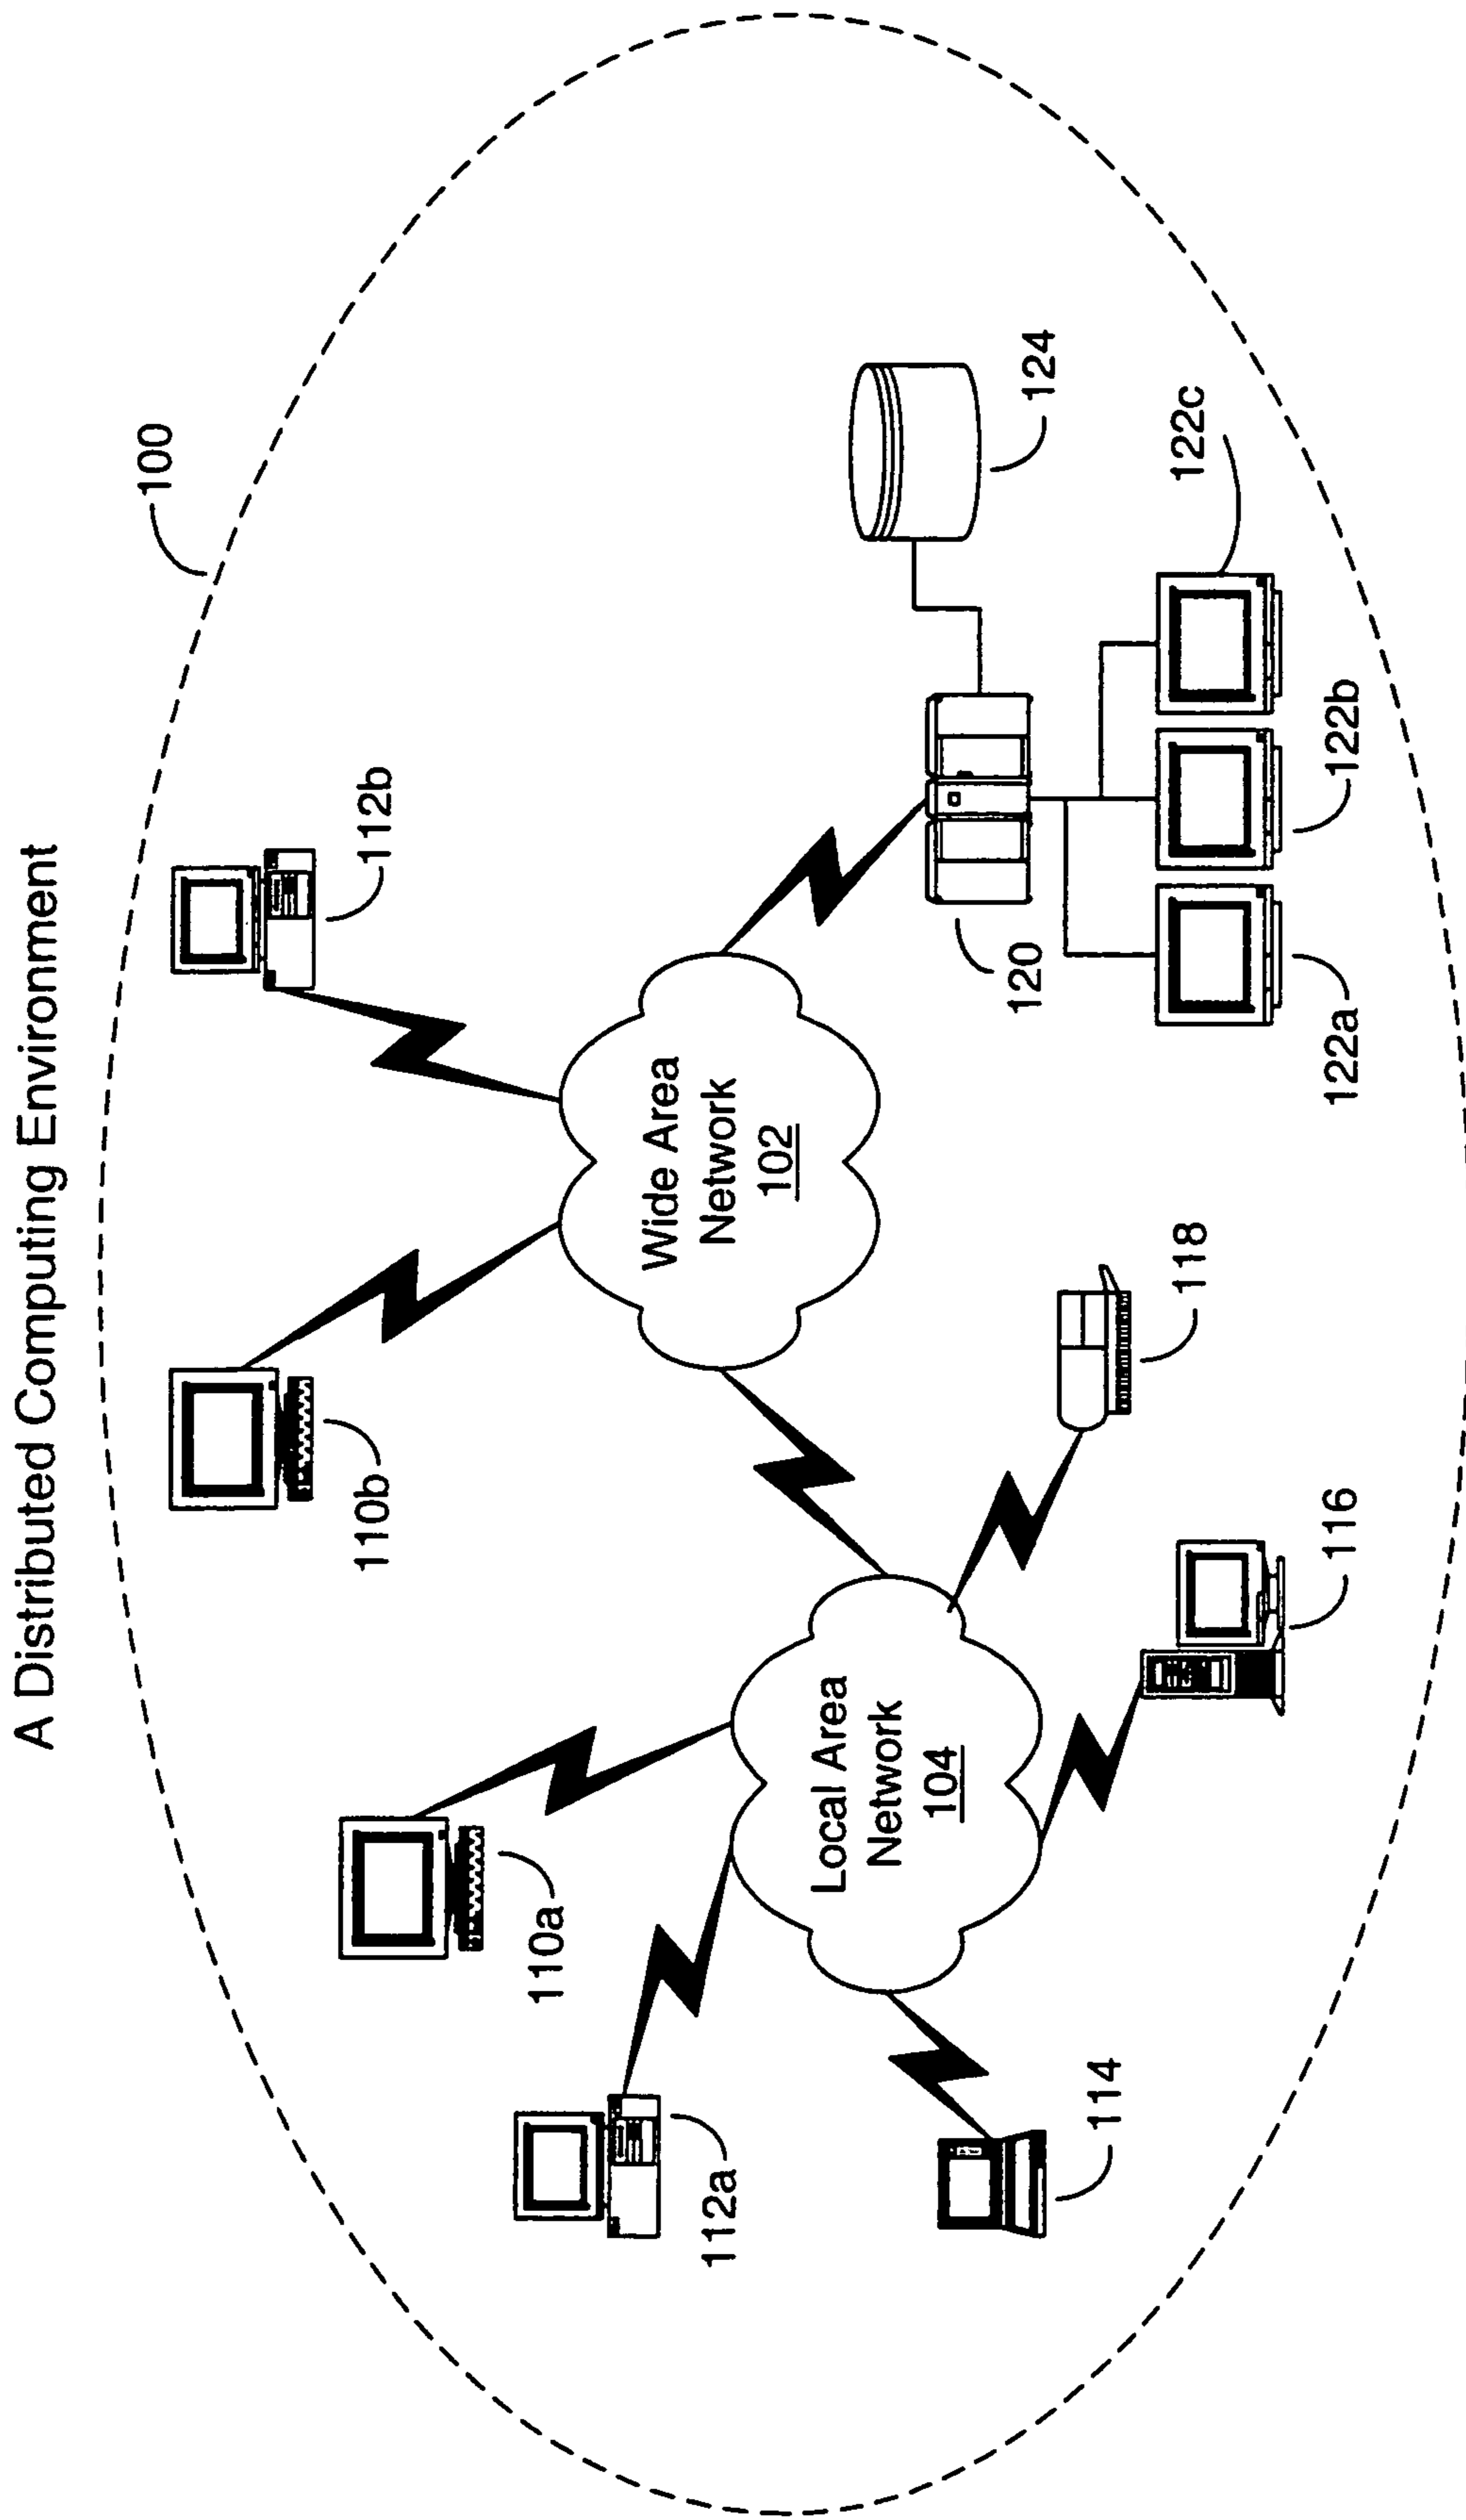 A Distributed Computing Environment
100
110b
112b
110a
112a
Wide Area
Network
102
Local Area
Network
104
124
120
114
118
116
122a
122b
122c